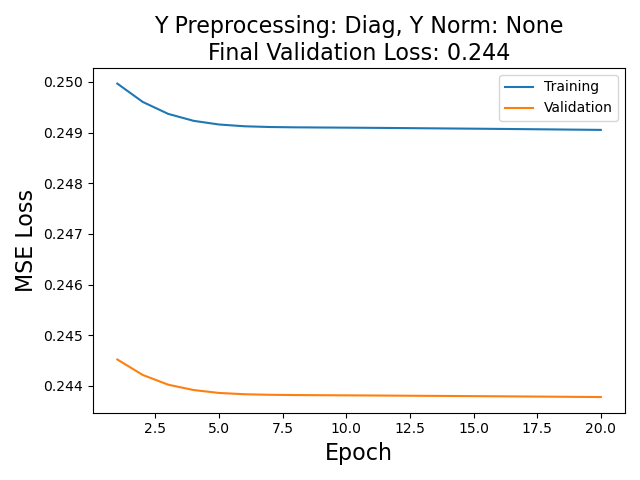 Y Preprocessing: Diag, Y Norm: None
Final Validation Loss: 0.244
Training
Validation
0.250
0.249
0.248
0.247
0.246
0.245
0.244
MSE Loss
2.5
5.0
7.5
10.0
12.5
15.0
17.5
20.0
Epoch